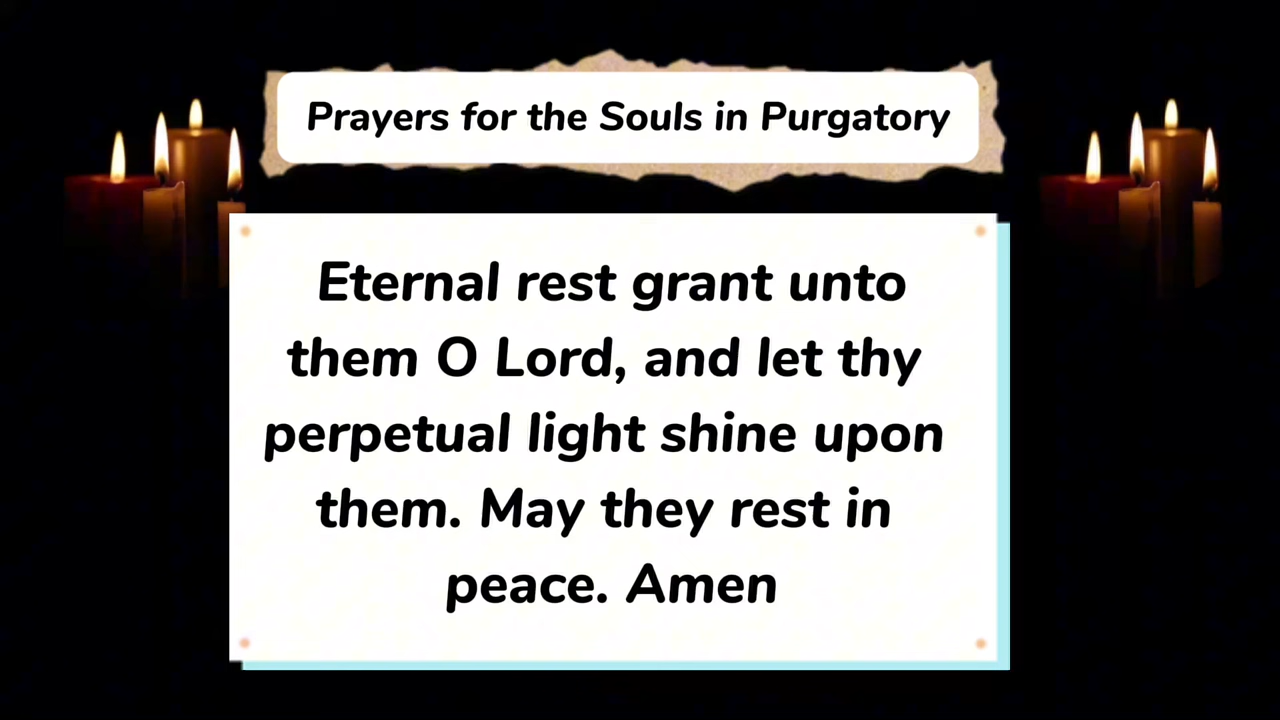 Prayers for the Souls in Purgatory
Eternal rest grant unto
them O Lord, and let thy
perpetual light shine upon
them. May they rest in
peace. Amen